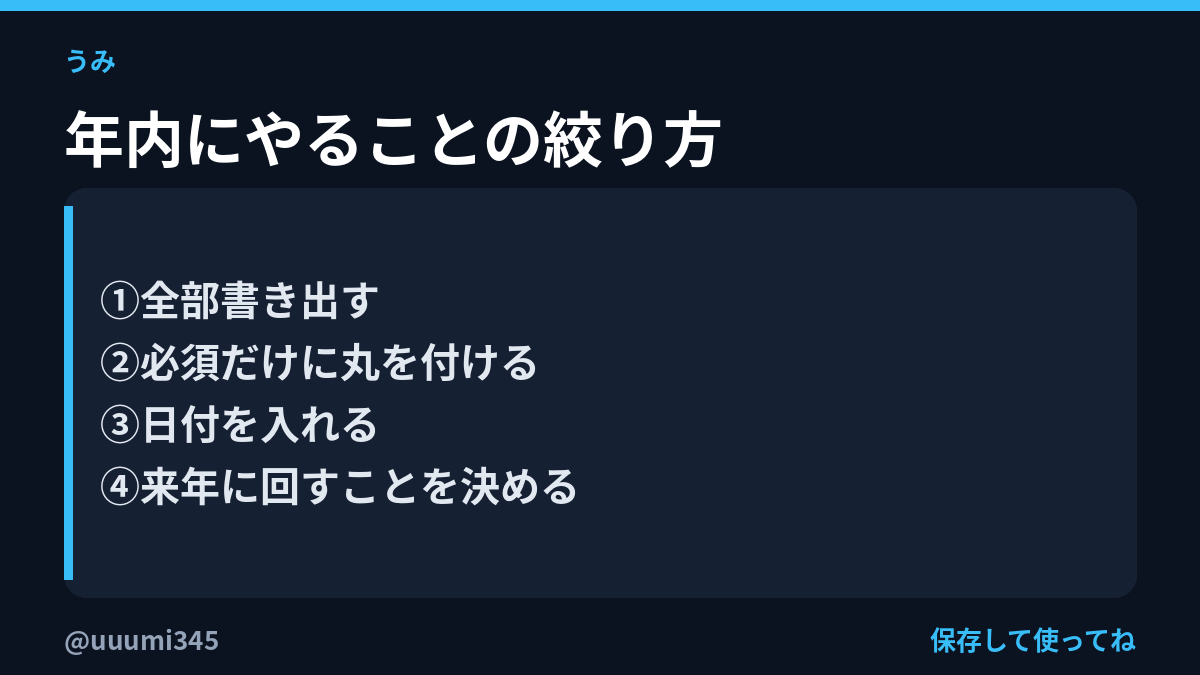 うみ
年内にやることの絞り方
①全部書き出す
②必須だけに丸を付ける
③日付を入れる
④来年に回すことを決める
@uuumi345
保存して使ってね